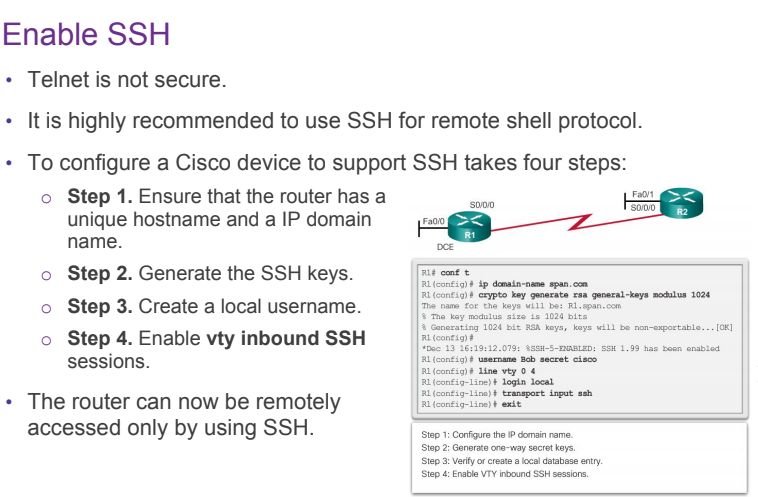 Enable SSH
• Telnet is not secure.
• It is highly recommended to use SSH for remote shell protocol.
• To configure a Cisco device to support SSH takes four steps:
o Step 1. Ensure that the router has a
unique hostname and a IP domain
name.
o Step 2. Generate the SSH keys.
o Step 3. Create a local username.
o Step 4. Enable vty inbound SSH
sessions.
• The router can now be remotely
accessed only by using SSH.
Fa0/0
S0/0/0
R1
DCE
Fa0/1
S0/0/0
R2
R1# conf t
R1(config)# ip domain-name span.com
R1(config)# crypto key generate rsa general-keys modulus 1024
The name for the keys will be: R1.span.com
% The key modulus size is 1024 bits
% Generating 1024 bit RSA keys, keys will be non-exportable...[OK]
R1(config)#
*Dec 13 16:19:12.079: %SSH-5-ENABLED: SSH 1.99 has been enabled
R1(config)# username Bob secret cisco
R1(config)# line vty 0 4
R1(config-line)# login local
R1(config-line)# transport input ssh
R1(config-line)# exit
Step 1: Configure the IP domain name.
Step 2: Generate one-way secret keys.
Step 3: Verify or create a local database entry.
Step 4: Enable VTY inbound SSH sessions.